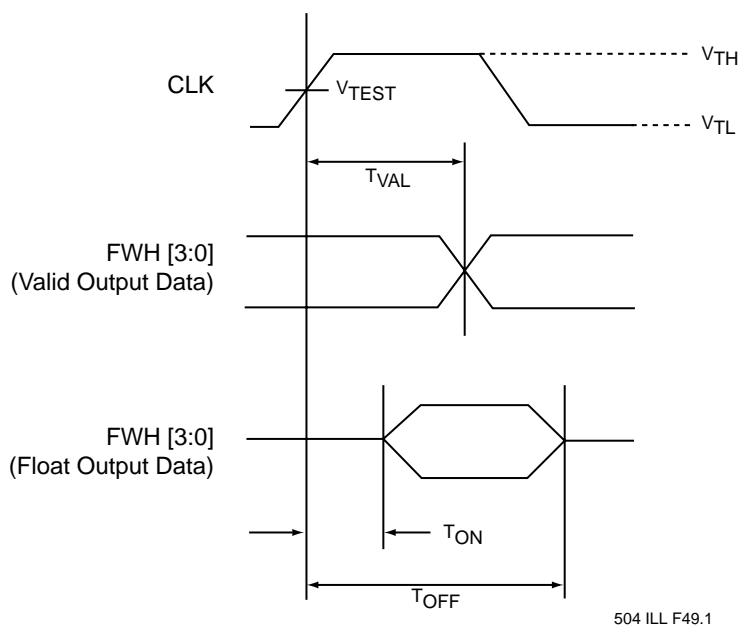 VTH
CLK
VTEST
VTL
TVAL
FWH [3:0]
(Valid Output Data)
FWH [3:0]
(Float Output Data)
TON
TOFF
504 ILL F49.1